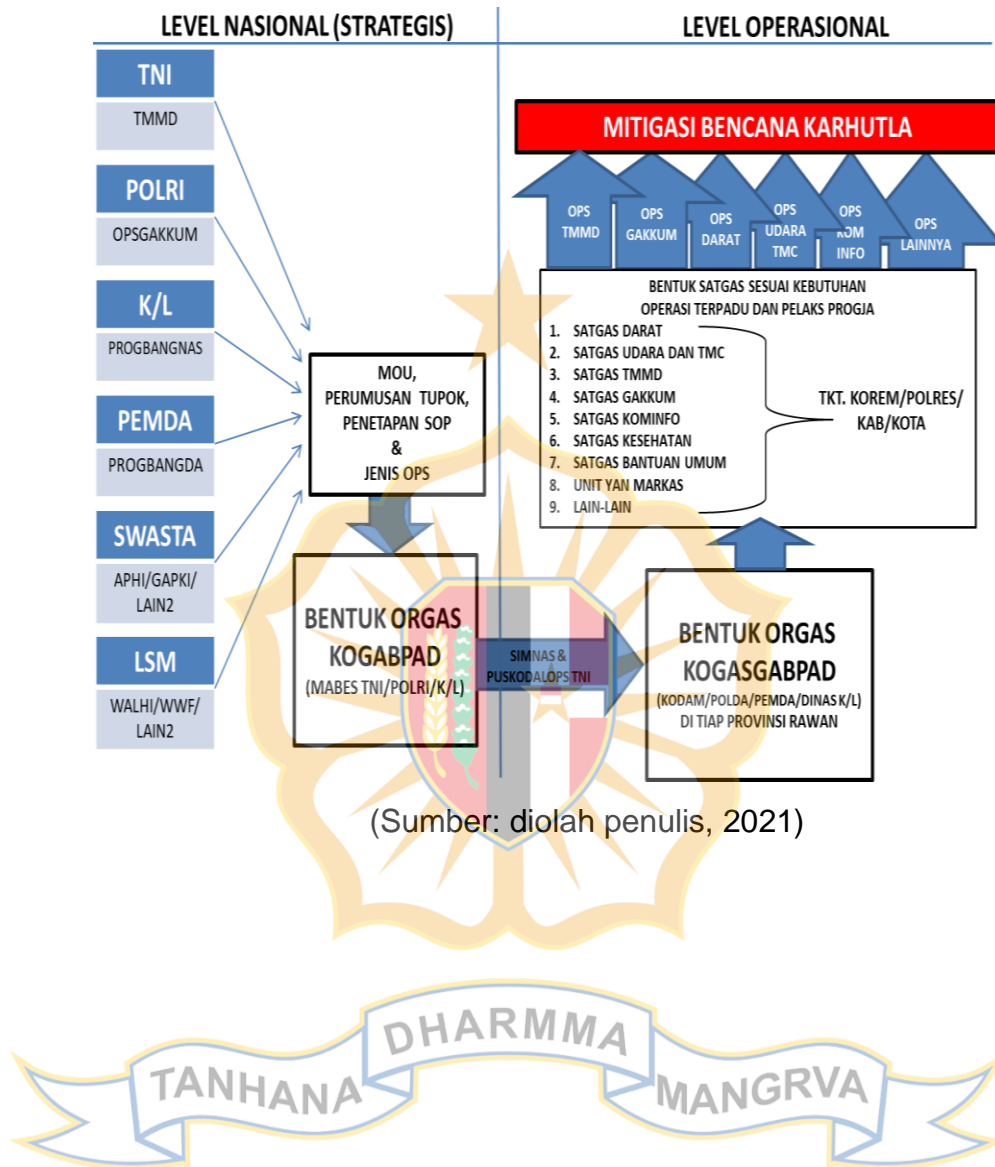 LEVEL NASIONAL (STRATEGIS)
TNI
TMMD
POLRI
OPSGAKKUM
K/L
PROGBANGNAS
PEMDA
PROGBANGDA
SWASTA
APHI/GAPKI/
LAIN2
LSM
WALHI/WWF/
LAIN2
MOU,
PERUMUSAN TUPOK,
PENETAPAN SOP
&
JENIS OPS
BENTUK ORGAS
KOGABPAD
(MABES TNI/POLRI/K/L)
SIMNAS &
PUSKODALOPS TNI
LEVEL OPERASIONAL
MITIGASI BENCANA KARHUTLA
OPS
TMMD
OPS
GAKKUM
OPS
DARAT
OPS
UDARA
TMC
OPS
KOM
INFO
OPS
LAINNYA
BENTUK SATGAS SESUAI KEBUTUHAN
OPERASI TERPADU DAN PELAKS PROGJA
1. SATGAS DARAT
2. SATGAS UDARA DAN TMC
3. SATGAS TMMD
4. SATGAS GAKKUM
5. SATGAS KOMINFO
6. SATGAS KESEHATAN
7. SATGAS BANTUAN UMUM
8. UNIT YAN MARKAS
9. LAIN-LAIN
TKT. KOREM/POLRES/
KAB/KOTA
BENTUK ORGAS
KOGASGABPAD
(KODAM/POLDA/PEMDA/DINAS K/L)
DI TIAP PROVINSI RAWAN
(Sumber: diolah penulis, 2021)
TANHANA DHARMMA MANGRVA